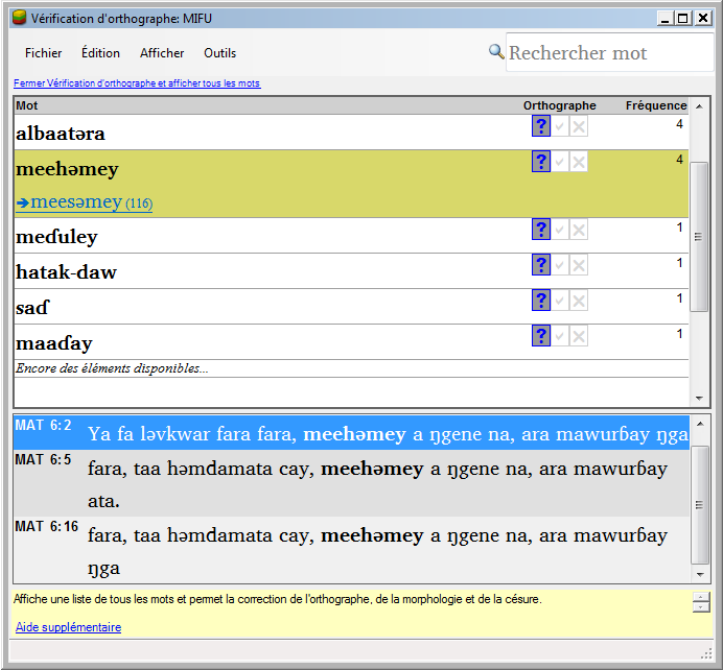 Vérification d'orthographe: MIFU
Fichier Édition Afficher Outils Rechercher mot
Fermer Vérification d'orthographe et afficher tous les mots
Mot Orthographe Fréquence
albaatəra ? 4
meehəmey ? 4
➔meesəmey (116)
meɗuley ? 1
hatak-daw ? 1
saɗ ? 1
maaɗay ? 1
Encore des éléments disponibles...
MAT 6:2 Ya fa ləvkwar fara fara, meehəmey a ŋgene na, ara mawurɓay ŋga
MAT 6:5 fara, taa həmdamata cay, meehəmey a ŋgene na, ara mawurɓay
ata.
MAT 6:16 fara, taa həmdamata cay, meehəmey a ŋgene na, ara mawurɓay
ŋga
Affiche une liste de tous les mots et permet la correction de l'orthographe, de la morphologie et de la césure.
Aide supplémentaire